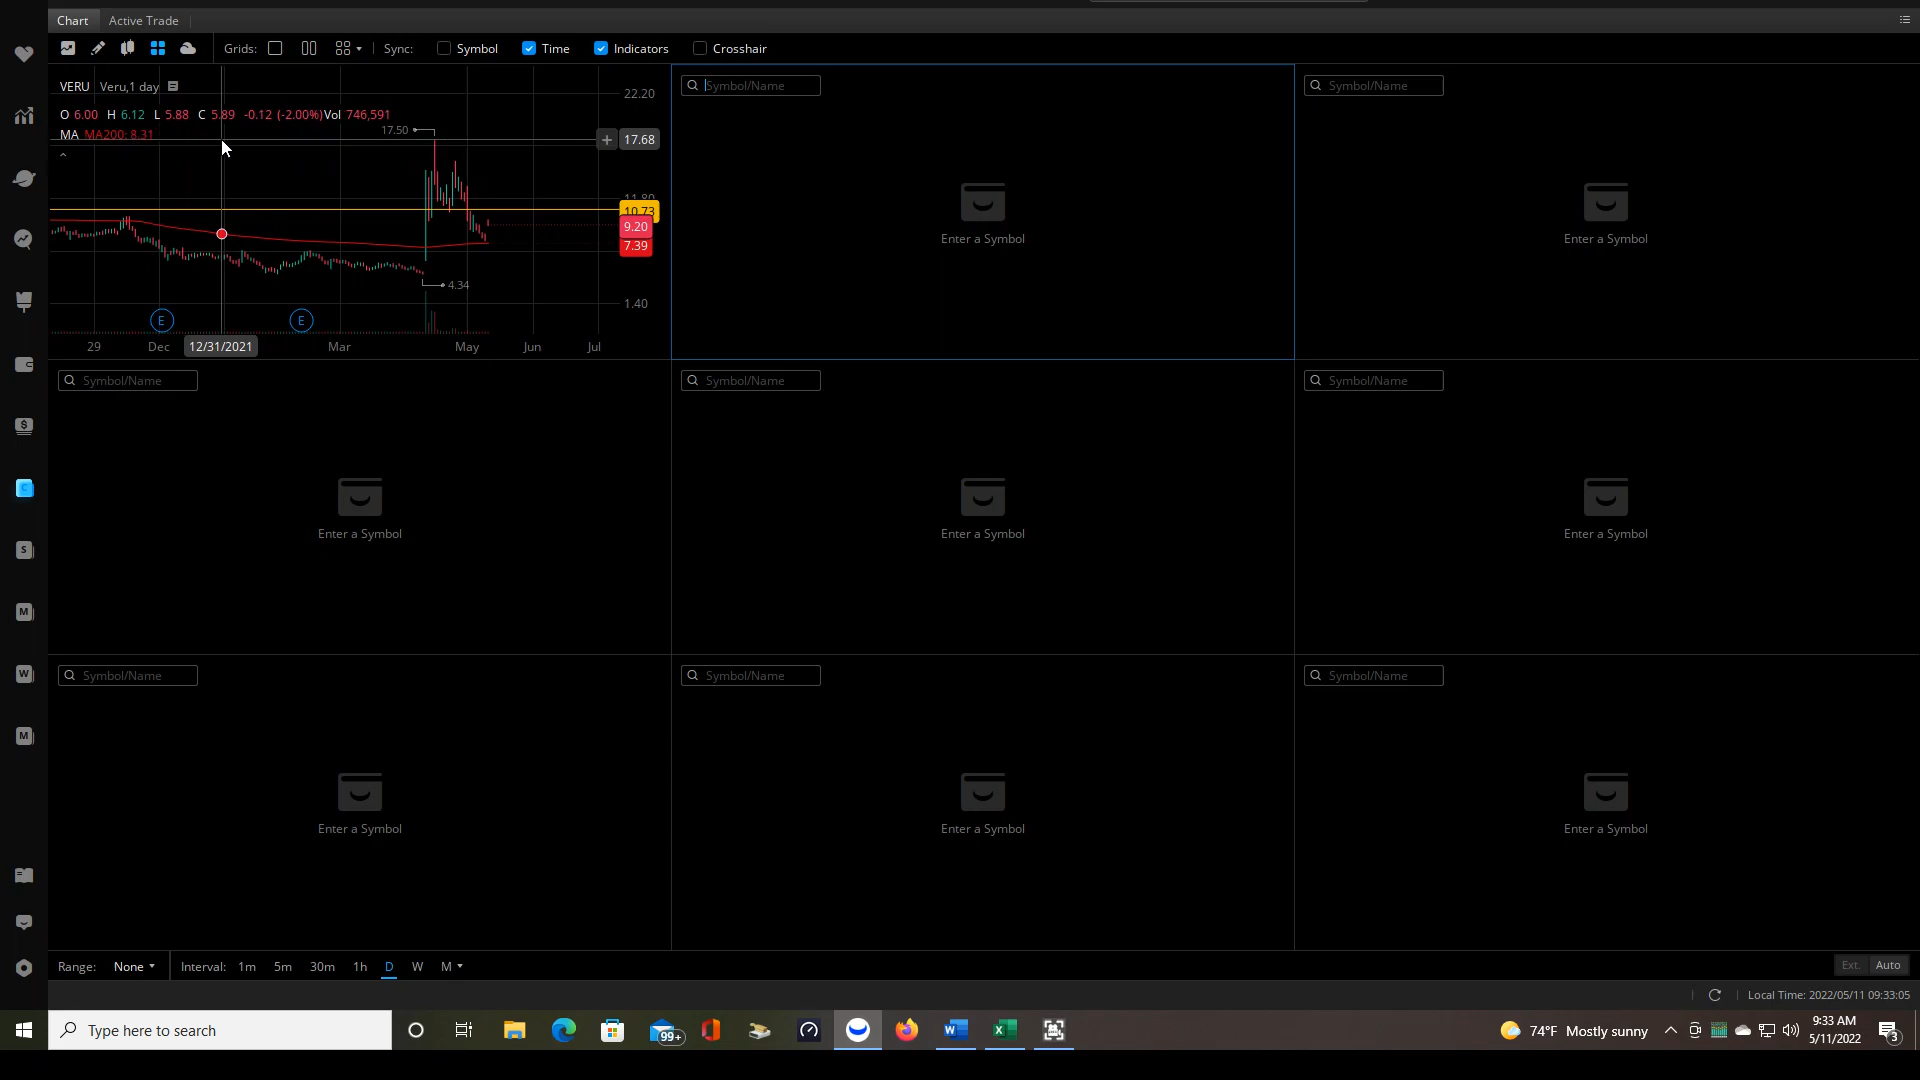 Chart Active Trade
Grids: Sync: Symbol Time Indicators Crosshair
VERU Veru,1 day
O 6.00 H 6.12 L 5.88 C 5.89 -0.12 (-2.00%)Vol 746,591
MA MA200: 8.31
17.50
22.20
17.68
11.80
10.73
9.20
7.39
4.34
1.40
E E
29 Dec 12/31/2021 Mar May Jun Jul
Symbol/Name
Enter a Symbol
Symbol/Name
Enter a Symbol
Symbol/Name
Enter a Symbol
Symbol/Name
Enter a Symbol
Symbol/Name
Enter a Symbol
Symbol/Name
Enter a Symbol
Symbol/Name
Enter a Symbol
Symbol/Name
Enter a Symbol
$
C
S
M
W
M
Range: None Interval: 1m 5m 30m 1h D W M Ext. Auto
Local Time: 2022/05/11 09:33:05
Type here to search
99+
74°F Mostly sunny
9:33 AM
5/11/2022
3